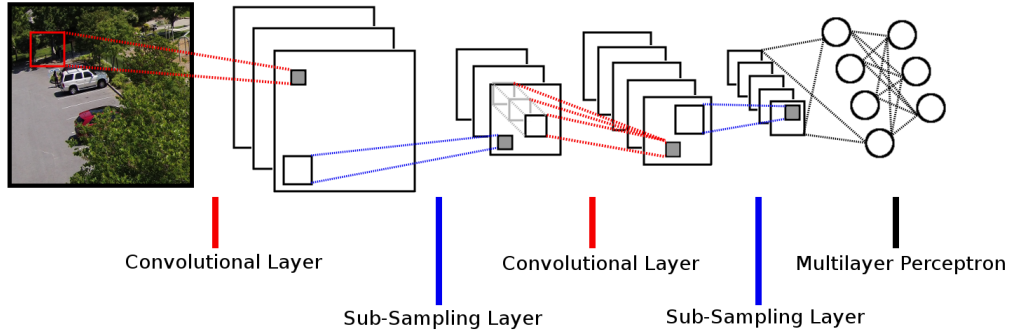 Convolutional Layer
Sub-Sampling Layer
Convolutional Layer
Sub-Sampling Layer
Multilayer Perceptron